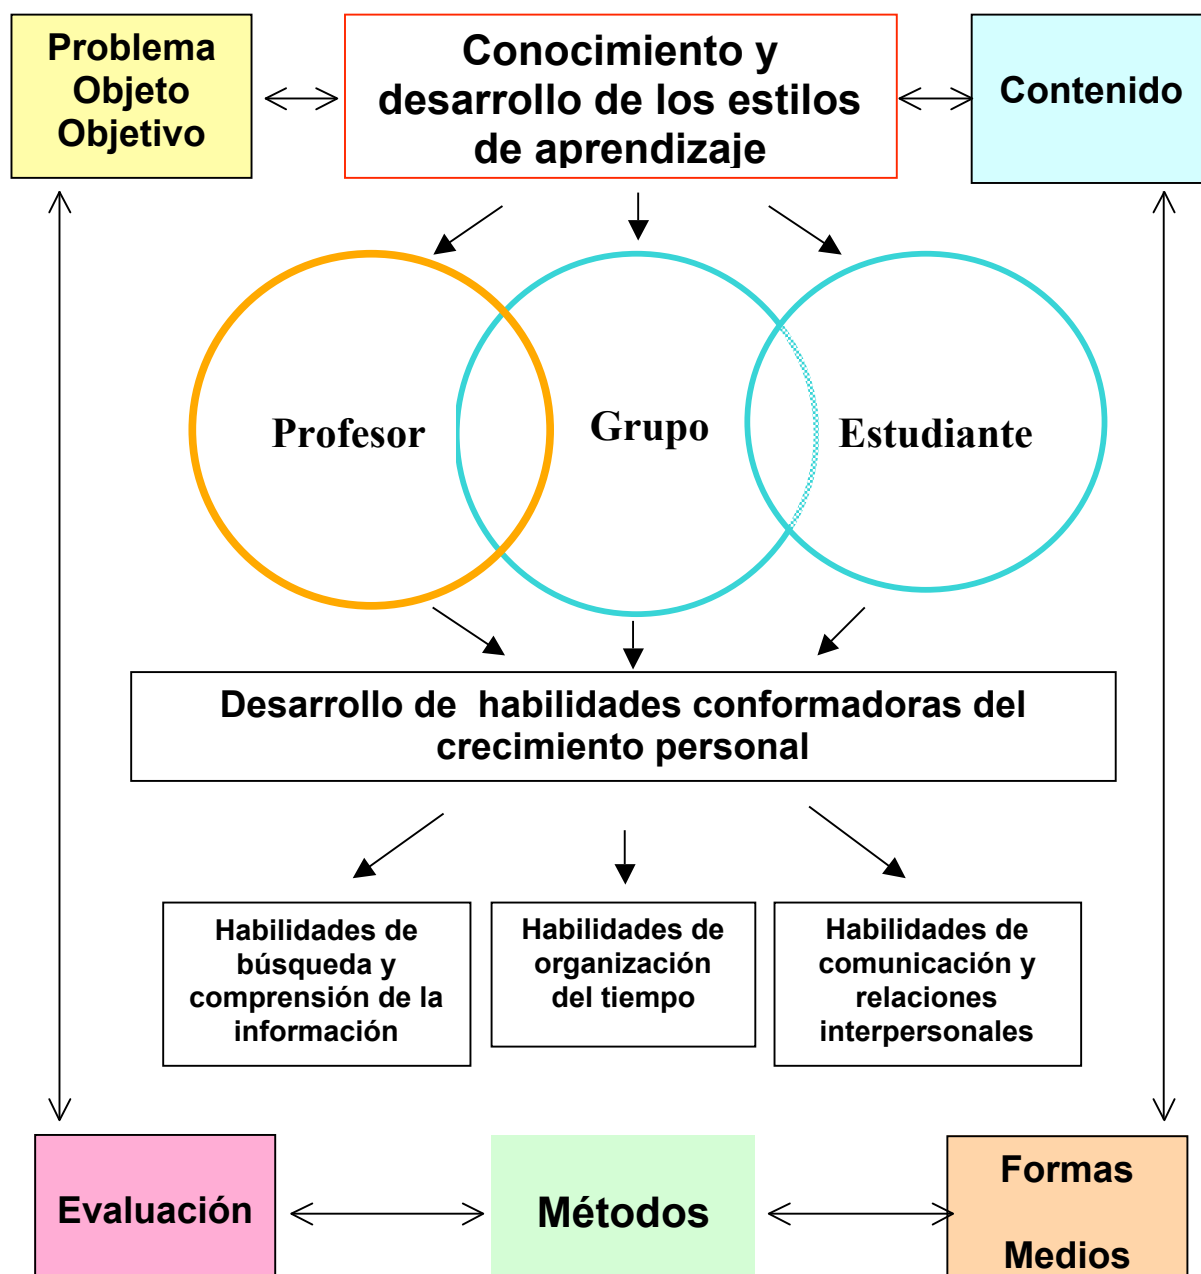 Problema
Objeto
Objetivo
Conocimiento y
desarrollo de los estilos
de aprendizaje
Contenido
Profesor
Grupo
Estudiante
Desarrollo de  habilidades conformadoras del
crecimiento personal
Habilidades de
búsqueda y
comprensión de la
información
Habilidades de
organización
del tiempo
Habilidades de
comunicación y
relaciones
interpersonales
Evaluación
Métodos
Formas
Medios